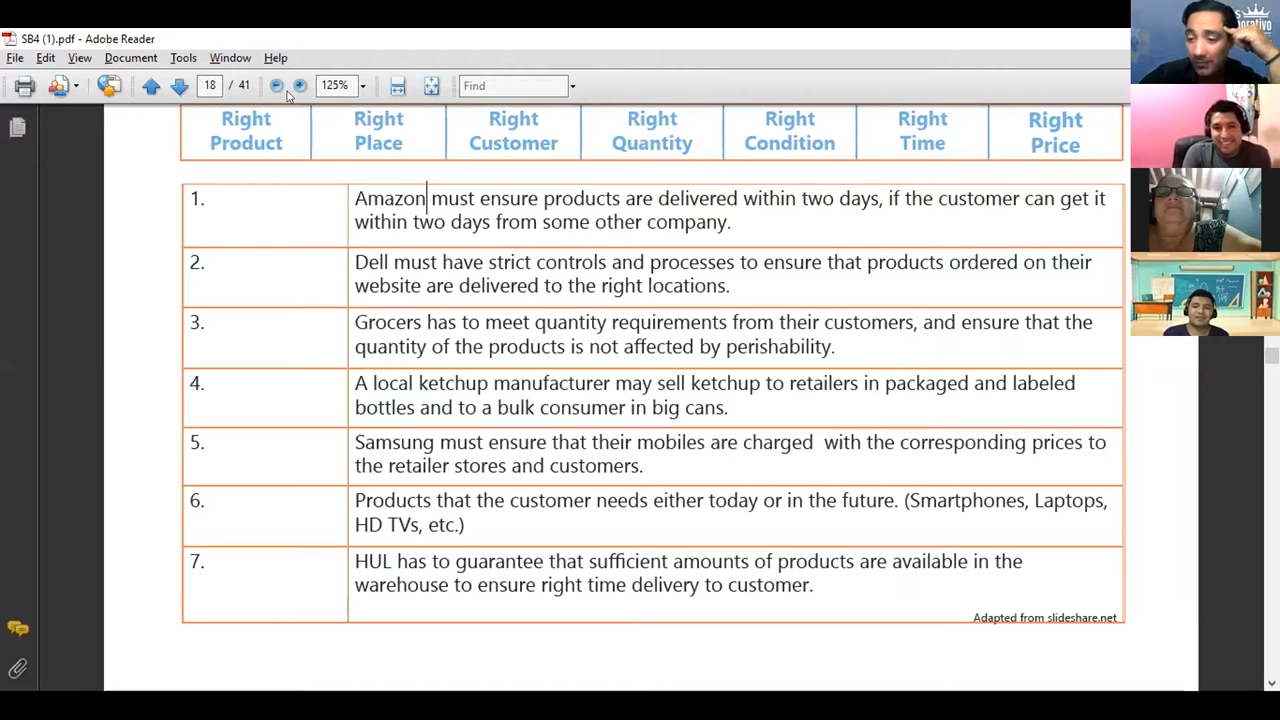 SB4 (1).pdf - Adobe Reader
File Edit View Document Tools Window Help
18 / 41 125% Find
Right Product
Right Place
Right Customer
Right Quantity
Right Condition
Right Time
Right Price
1. Amazon must ensure products are delivered within two days, if the customer can get it
within two days from some other company.
2. Dell must have strict controls and processes to ensure that products ordered on their
website are delivered to the right locations.
3. Grocers has to meet quantity requirements from their customers, and ensure that the
quantity of the products is not affected by perishability.
4. A local ketchup manufacturer may sell ketchup to retailers in packaged and labeled
bottles and to a bulk consumer in big cans.
5. Samsung must ensure that their mobiles are charged  with the corresponding prices to
the retailer stores and customers.
6. Products that the customer needs either today or in the future. (Smartphones, Laptops,
HD TVs, etc.)
7. HUL has to guarantee that sufficient amounts of products are available in the
warehouse to ensure right time delivery to customer.
Adapted from slideshare.net